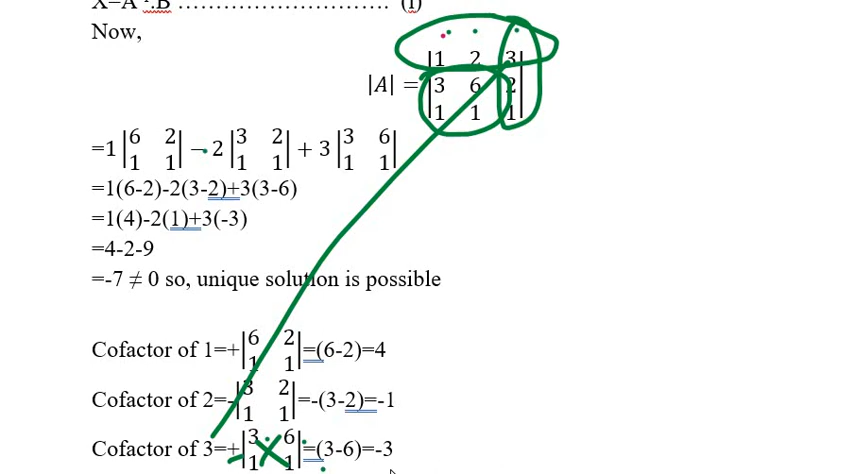 X=A⁻¹.B ………………………… (I)
Now,
|A| = |1 2 3|
|3 6 2|
|1 1 1|
=1 |6 2| − 2 |3 2| + 3 |3 6|
|1 1| |1 1| |1 1|
=1(6-2)-2(3-2)+3(3-6)
=1(4)-2(1)+3(-3)
=4-2-9
=-7 ≠ 0 so, unique solution is possible
Cofactor of 1=+|6 2|=(6-2)=4
|1 1|
Cofactor of 2=-|3 2|=-(3-2)=-1
|1 1|
Cofactor of 3=+|3 6|=(3-6)=-3
|1 1|